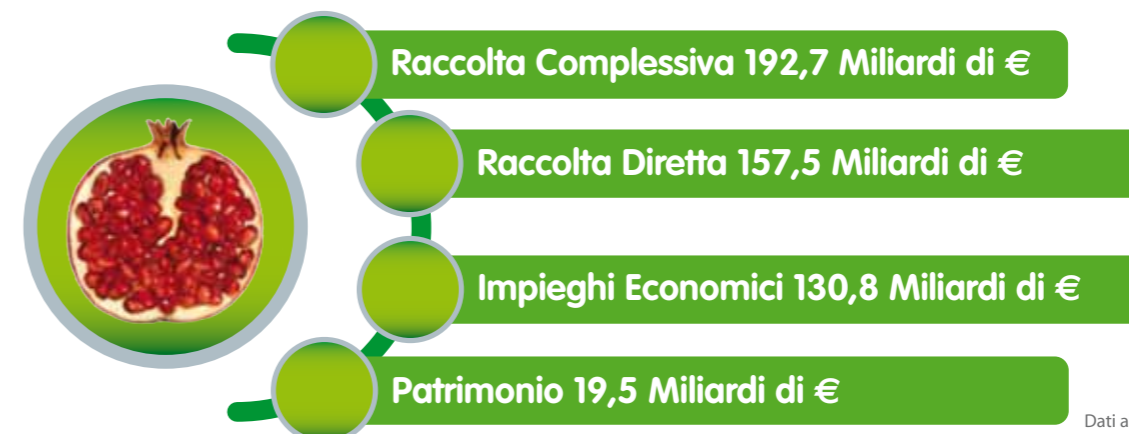 Raccolta Complessiva 192,7 Miliardi di €
Raccolta Diretta 157,5 Miliardi di €
Impieghi Economici 130,8 Miliardi di €
Patrimonio 19,5 Miliardi di €
Dati a